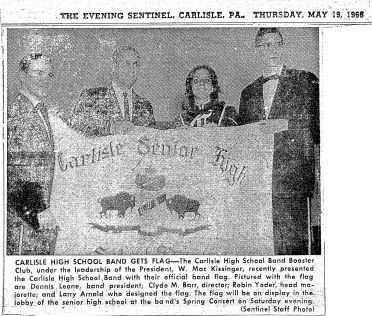 THE EVENING SENTINEL, CARLISLE, PA., THURSDAY, MAY 19, 1966
Carlisle Senior High
CARLISLE HIGH SCHOOL BAND GETS FLAG—The Carlisle High School Band Booster
Club, under the leadership of the President, W. Mac Kissinger, recently presented
the Carlisle High School Band with their official band flag. Pictured with the flag
are Dennis Leone, band president; Clyde M. Barr, director; Robin Yoder, head ma-
jorette; and Larry Arnold who designed the flag. The flag will be on display in the
lobby of the senior high school at the band's Spring Concert on Saturday evening.
(Sentinel Staff Photo)